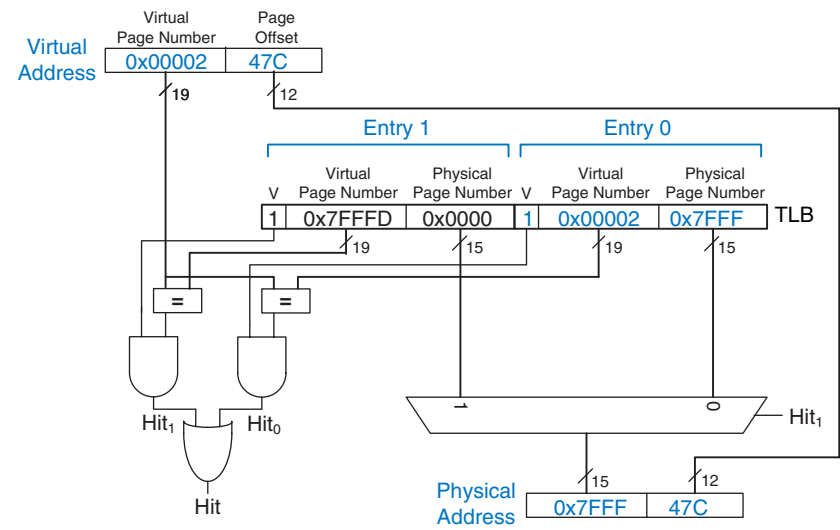 Virtual Address
Virtual Page Number
Page Offset
0x00002
47C
19
12
Entry 1
Entry 0
V
Virtual Page Number
Physical Page Number
V
Virtual Page Number
Physical Page Number
1
0x7FFFD
0x0000
1
0x00002
0x7FFF
TLB
19
15
19
15
=
=
1
0
Hit1
Hit0
Hit1
Hit
15
12
Physical Address
0x7FFF
47C